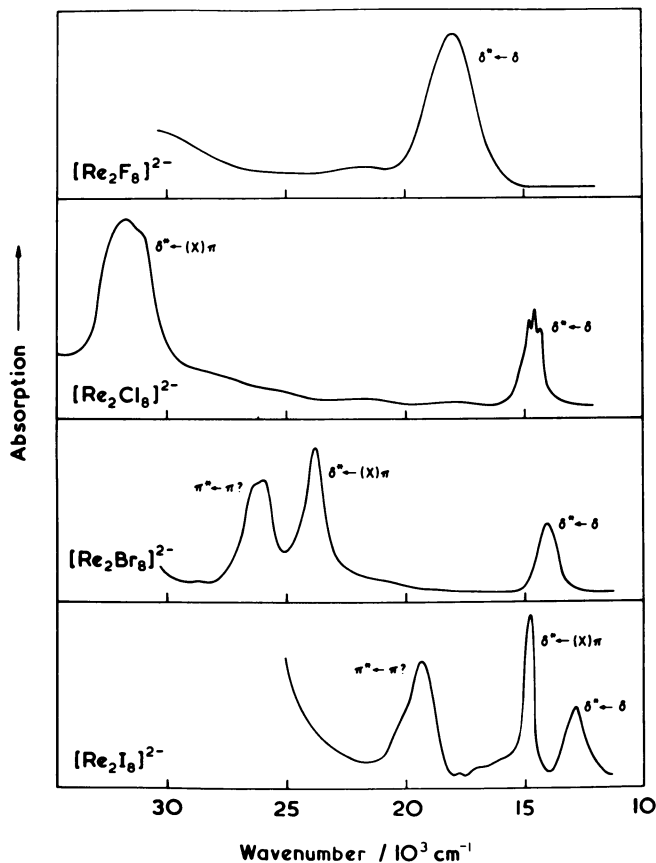 δ*←δ
[Re₂F₈]²⁻
δ*←(X)π
δ*←δ
[Re₂Cl₈]²⁻
π*←π?
δ*←(X)π
δ*←δ
[Re₂Br₈]²⁻
δ*←(X)π
π*←π?
δ*←δ
[Re₂I₈]²⁻
Absorption →
30 25 20 15 10
Wavenumber / 10³ cm⁻¹